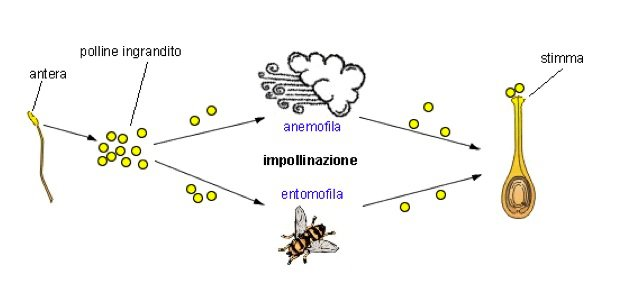 polline ingrandito
antera
stimma
anemofila
impollinazione
entomofila